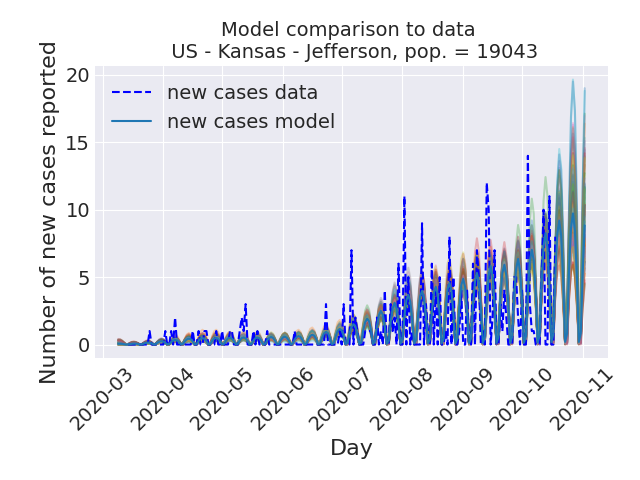 Model comparison to data
US - Kansas - Jefferson, pop. = 19043
Number of new cases reported
20
15
10
5
0
new cases data
new cases model
2020-03
2020-04
2020-05
2020-06
2020-07
2020-08
2020-09
2020-10
2020-11
Day